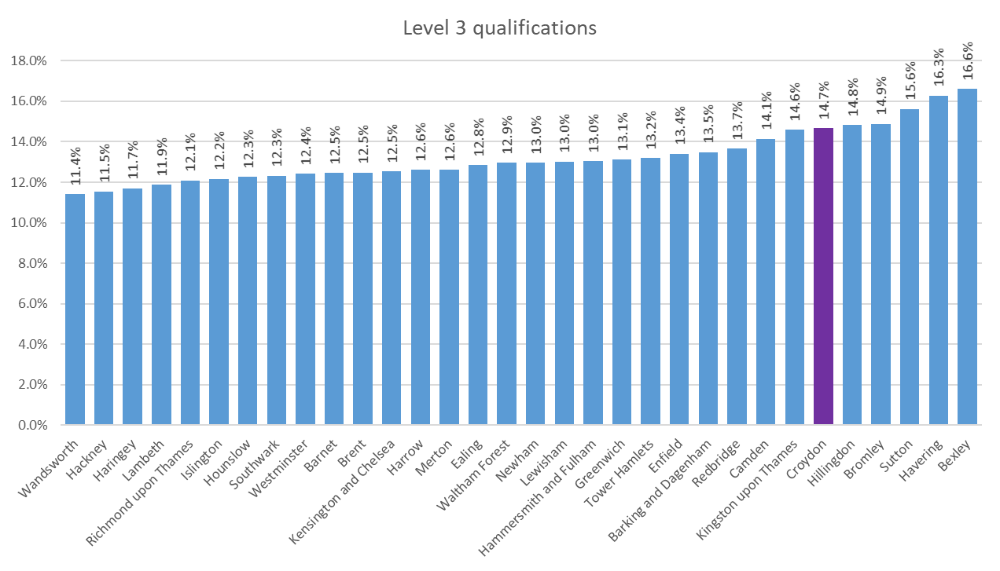 Level 3 qualifications
18.0%
16.0%
14.0%
12.0%
10.0%
8.0%
6.0%
4.0%
2.0%
0.0%
11.4%
11.5%
11.7%
11.9%
12.1%
12.2%
12.3%
12.3%
12.4%
12.5%
12.5%
12.5%
12.6%
12.6%
12.8%
12.9%
13.0%
13.0%
13.0%
13.1%
13.2%
13.4%
13.5%
13.7%
14.1%
14.6%
14.7%
14.8%
14.9%
15.6%
16.3%
16.6%
Wandsworth
Hackney
Haringey
Lambeth
Richmond upon Thames
Islington
Hounslow
Southwark
Westminster
Barnet
Brent
Kensington and Chelsea
Harrow
Merton
Ealing
Waltham Forest
Newham
Lewisham
Hammersmith and Fulham
Greenwich
Tower Hamlets
Enfield
Barking and Dagenham
Redbridge
Camden
Kingston upon Thames
Croydon
Hillingdon
Bromley
Sutton
Havering
Bexley